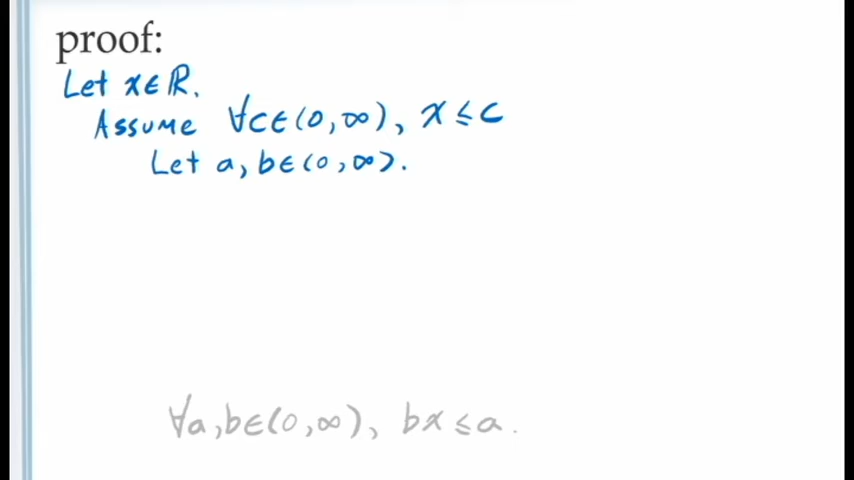 proof:
Let x∈ℝ.
Assume ∀c∈(0,∞), x≤c
Let a,b∈(0,∞).
∀a,b∈(0,∞), bx≤a.